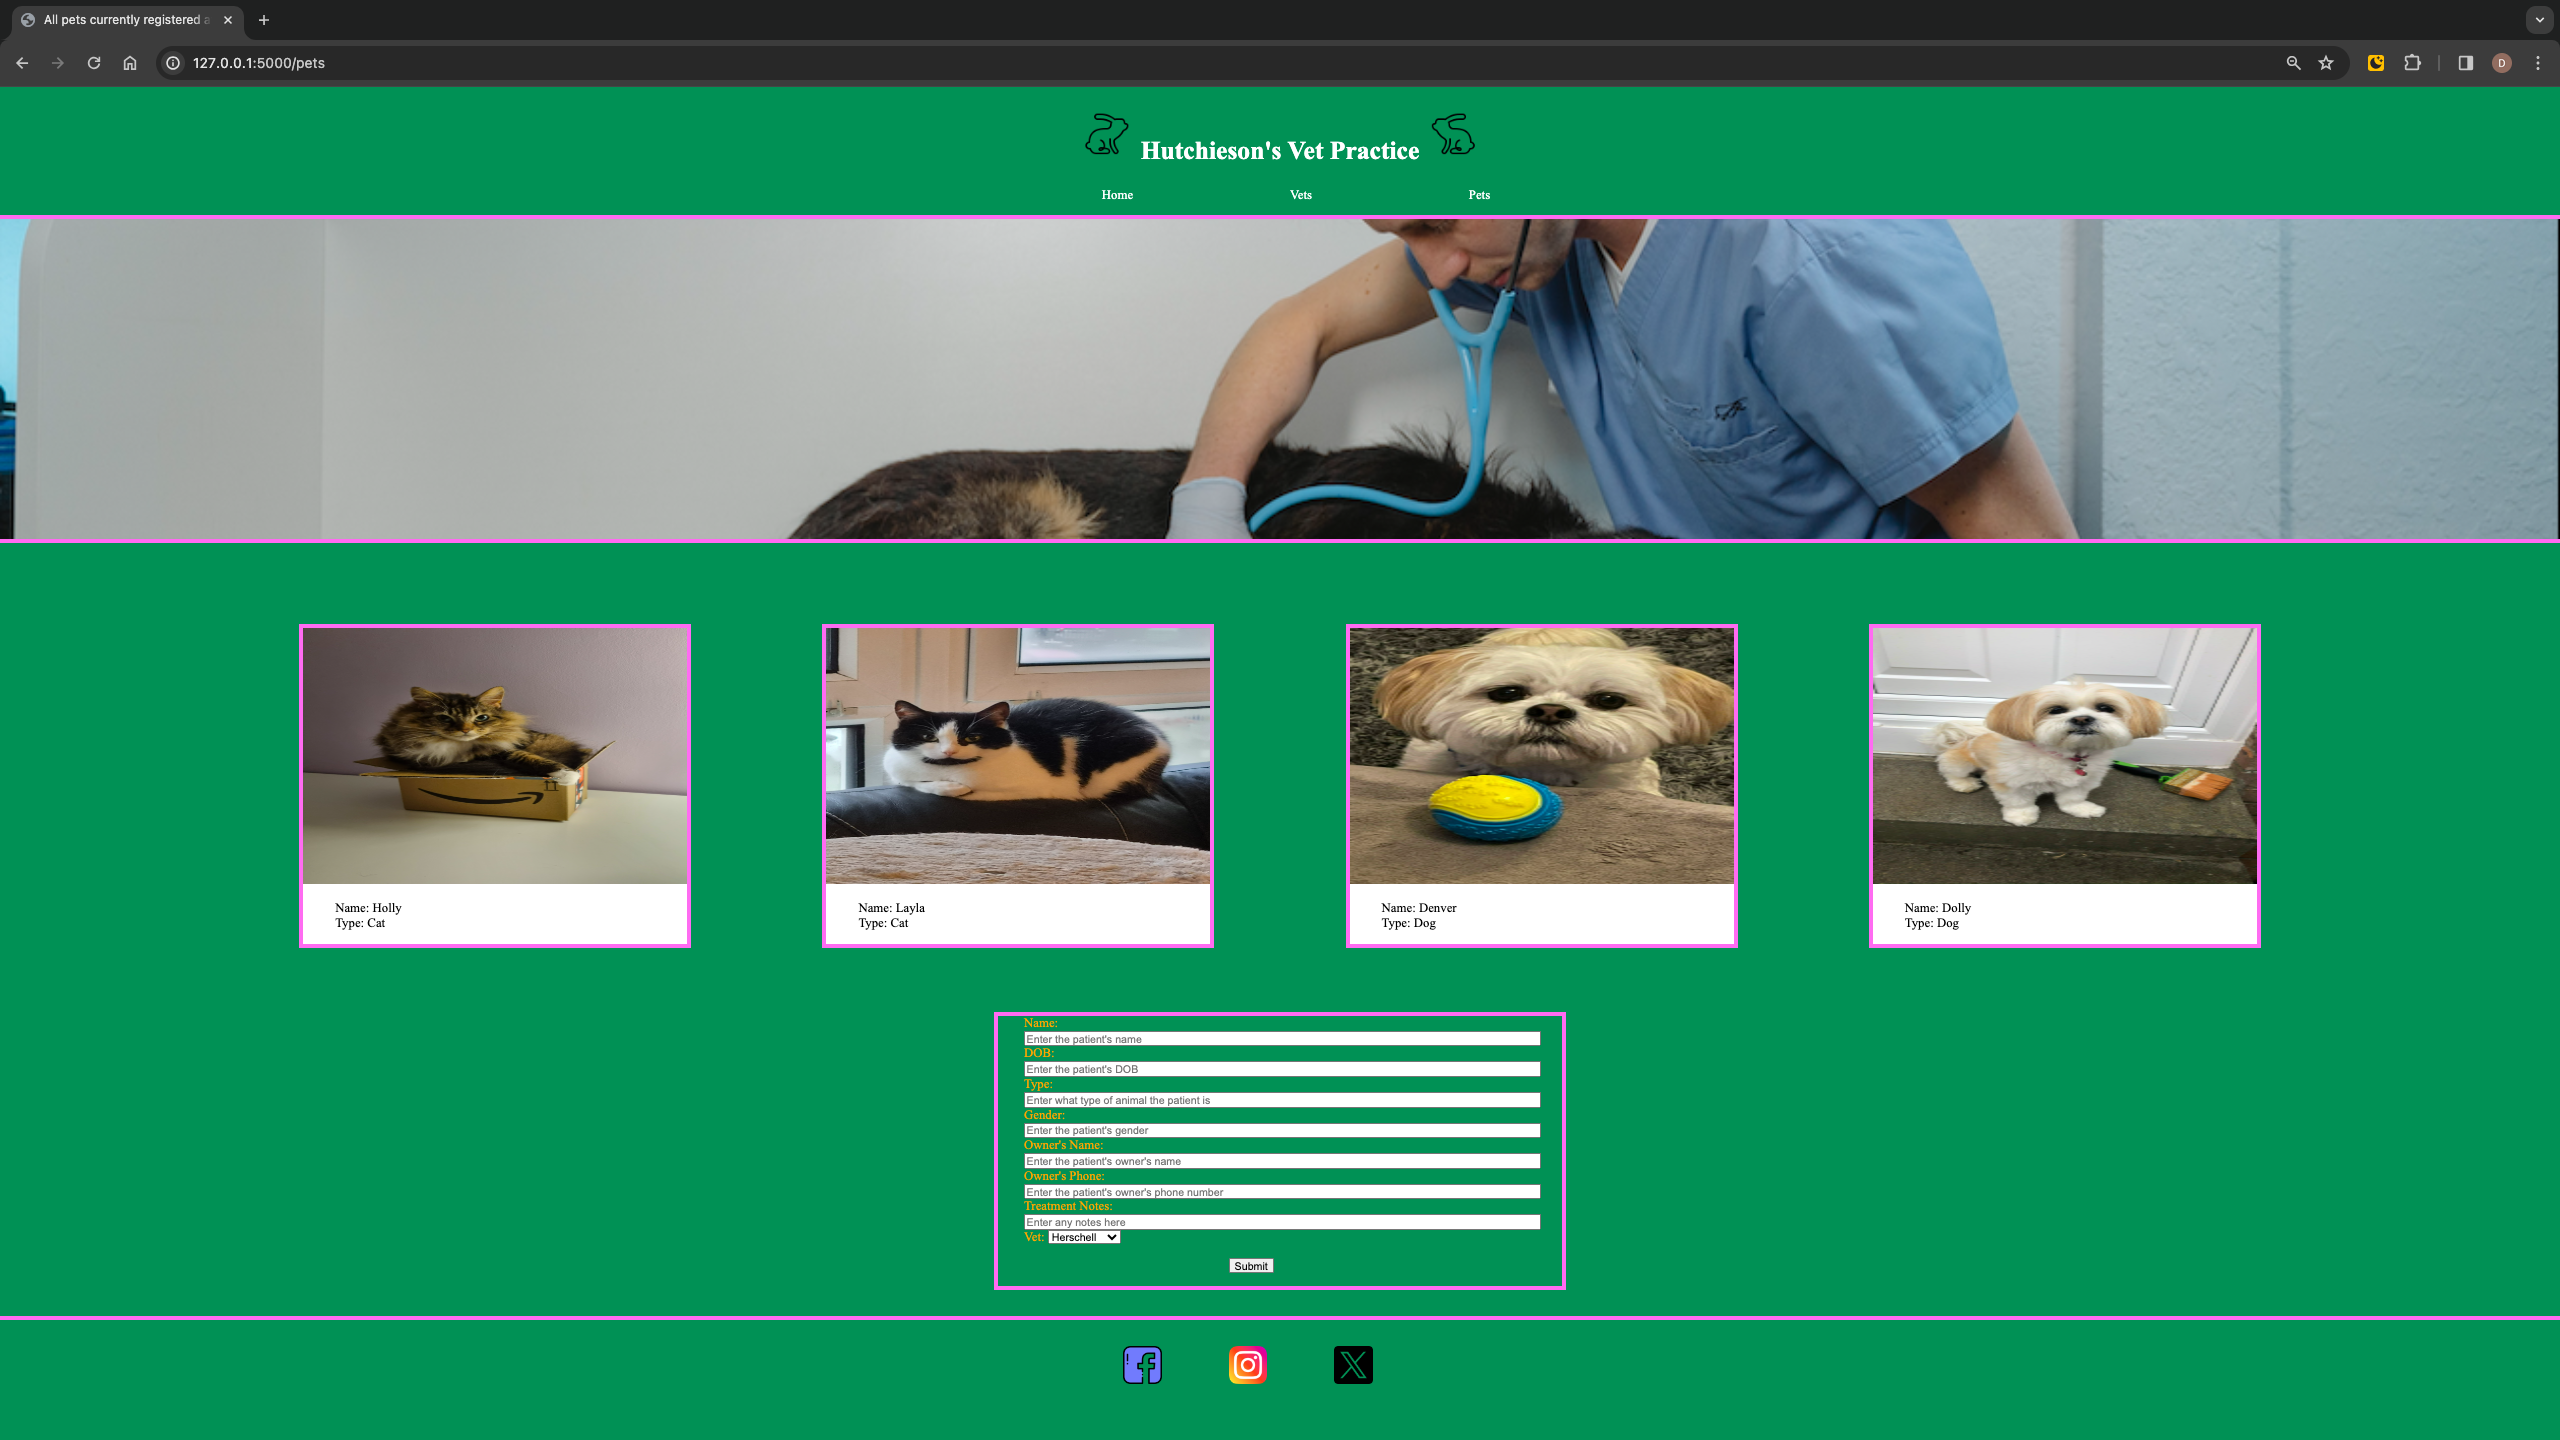 All pets currently registered
127.0.0.1:5000/pets
D
Hutchieson's Vet Practice
Home Vets Pets
Name: Holly
Type: Cat
Name: Layla
Type: Cat
Name: Denver
Type: Dog
Name: Dolly
Type: Dog
Name:
Enter the patient's name
DOB:
Enter the patient's DOB
Type:
Enter what type of animal the patient is
Gender:
Enter the patient's gender
Owner's Name:
Enter the patient's owner's name
Owner's Phone:
Enter the patient's owner's phone number
Treatment Notes:
Enter any notes here
Vet: Herschell
Submit